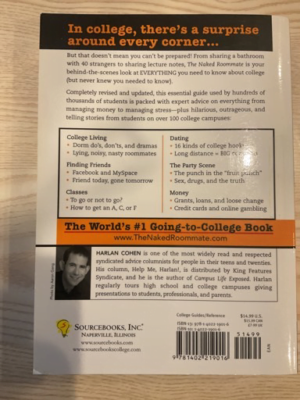 In college, there's a surprise
around every corner...
But that doesn't mean you can't be prepared! From sharing a bathroom
with 40 strangers to sharing lecture notes, The Naked Roommate is your
behind-the-scenes look at EVERYTHING you need to know about college
(but never knew you needed to know).
Completely revised and updated, this essential guide used by hundreds of
thousands of students is packed with expert advice on everything from
managing money to managing stress—plus hilarious, outrageous, and
telling stories from students on over 100 college campuses:
College Living
• Dorm do's, don'ts, and dramas
• Lying, noisy, nasty roommates
Finding Friends
• Facebook and MySpace
• Friend today, gone tomorrow
Classes
• To go or not to go?
• How to get an A, C, or F
Dating
• 16 kinds of college
• Long distance =
The Party Scene
• The punch in the "fruit punch"
• Sex, drugs, and the truth
Money
• Grants, loans, and loose change
• Credit cards and online gambling
The World's #1 Going-to-College Book
www.TheNakedRoommate.com
HARLAN COHEN is one of the most widely read and respected
syndicated advice columnists for people in their teens and twenties.
His column, Help Me, Harlan!, is distributed by King Features
Syndicate, and he is the author of Campus Life Exposed. Harlan
regularly tours high school and college campuses giving
presentations to students, professionals, and parents.
SOURCEBOOKS, INC.
NAPERVILLE, ILLINOIS
www.sourcebooks.com
www.sourcebookscollege.com
College Guides/Reference
$14.99 U.S.
51499
9 781402 219016